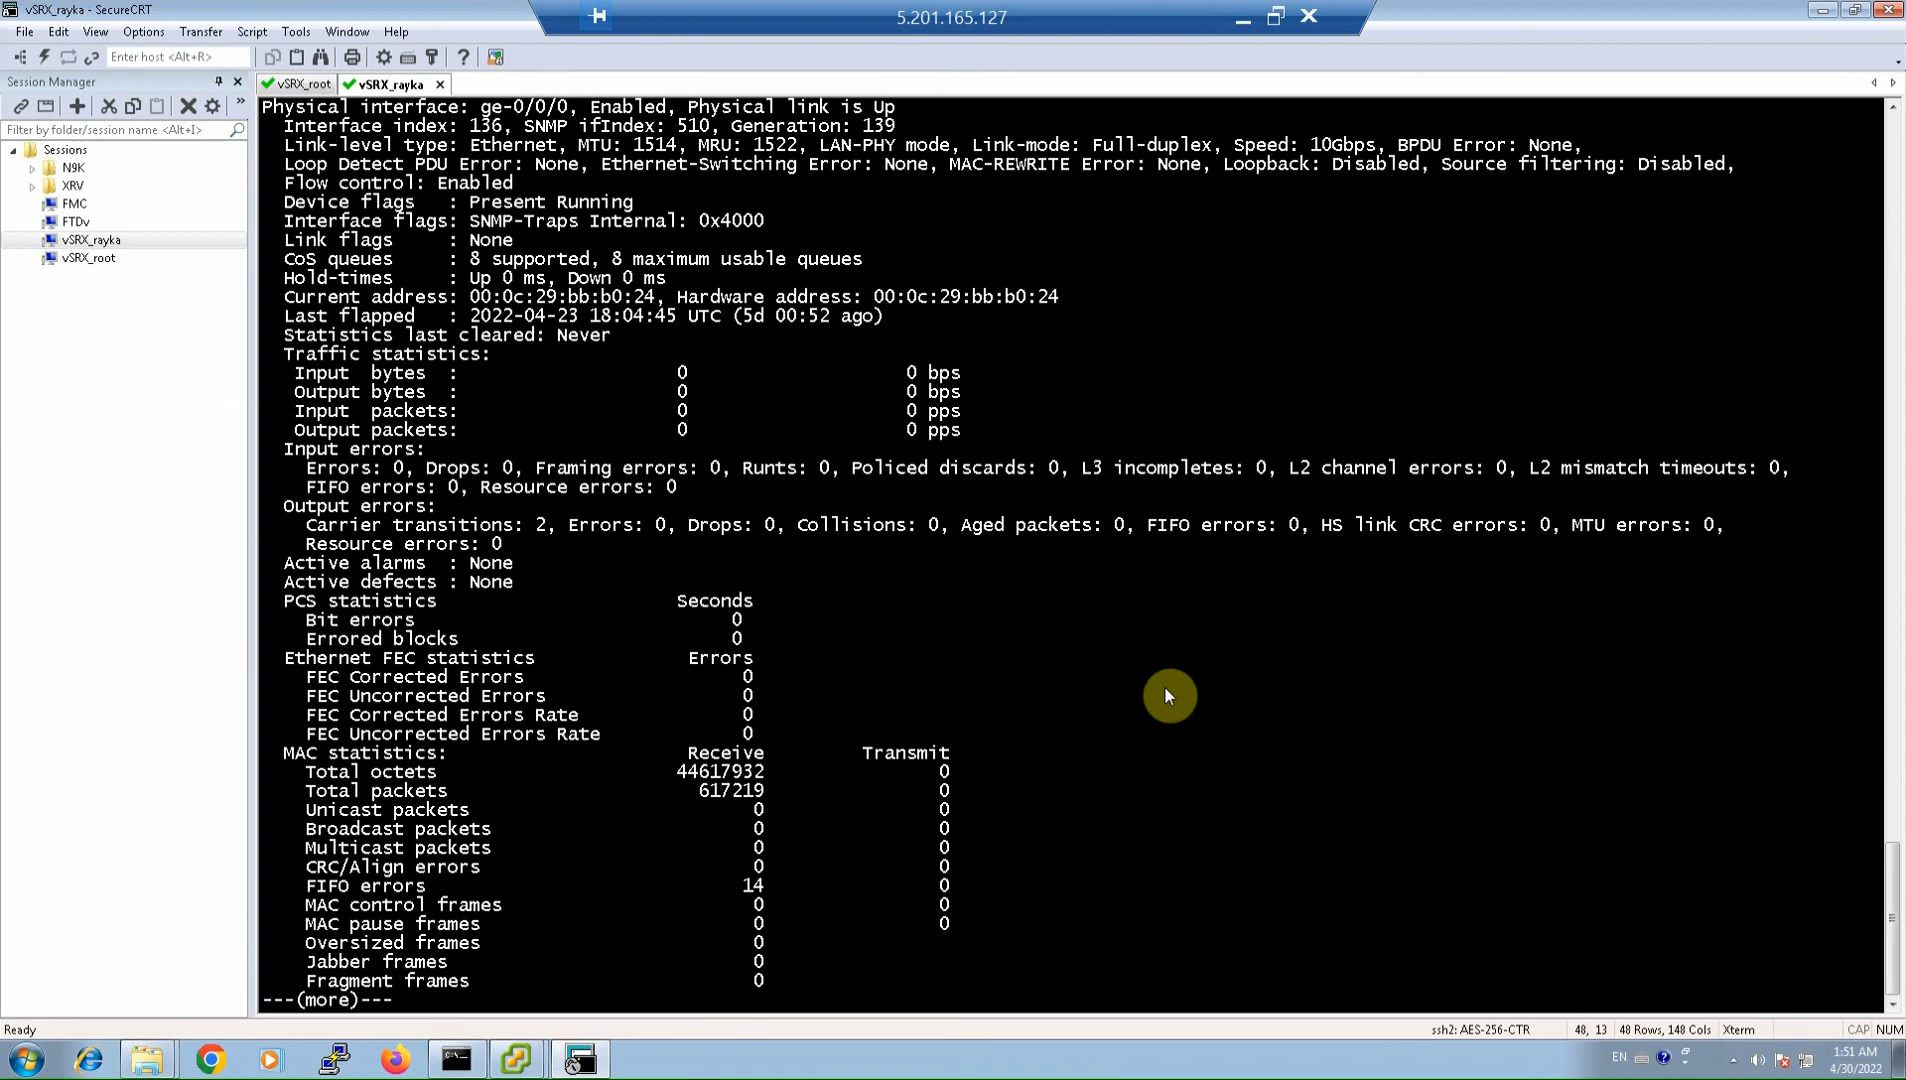 vSRX_rayka - SecureCRT
5.201.165.127
File Edit View Options Transfer Script Tools Window Help
Enter host <Alt+R>
Session Manager
vSRX_root vSRX_rayka
Filter by folder/session name <Alt+I>
Sessions
N9K
XRV
FMC
FTDv
vSRX_rayka
vSRX_root
Physical interface: ge-0/0/0, Enabled, Physical link is Up
Interface index: 136, SNMP ifIndex: 510, Generation: 139
Link-level type: Ethernet, MTU: 1514, MRU: 1522, LAN-PHY mode, Link-mode: Full-duplex, Speed: 10Gbps, BPDU Error: None,
Loop Detect PDU Error: None, Ethernet-Switching Error: None, MAC-REWRITE Error: None, Loopback: Disabled, Source filtering: Disabled,
Flow control: Enabled
Device flags : Present Running
Interface flags: SNMP-Traps Internal: 0x4000
Link flags : None
CoS queues : 8 supported, 8 maximum usable queues
Hold-times : Up 0 ms, Down 0 ms
Current address: 00:0c:29:bb:b0:24, Hardware address: 00:0c:29:bb:b0:24
Last flapped : 2022-04-23 18:04:45 UTC (5d 00:52 ago)
Statistics last cleared: Never
Traffic statistics:
Input bytes : 0 0 bps
Output bytes : 0 0 bps
Input packets: 0 0 pps
Output packets: 0 0 pps
Input errors:
Errors: 0, Drops: 0, Framing errors: 0, Runts: 0, Policed discards: 0, L3 incompletes: 0, L2 channel errors: 0, L2 mismatch timeouts: 0,
FIFO errors: 0, Resource errors: 0
Output errors:
Carrier transitions: 2, Errors: 0, Drops: 0, Collisions: 0, Aged packets: 0, FIFO errors: 0, HS link CRC errors: 0, MTU errors: 0,
Resource errors: 0
Active alarms : None
Active defects : None
PCS statistics Seconds
Bit errors 0
Errored blocks 0
Ethernet FEC statistics Errors
FEC Corrected Errors 0
FEC Uncorrected Errors 0
FEC Corrected Errors Rate 0
FEC Uncorrected Errors Rate 0
MAC statistics: Receive Transmit
Total octets 44617932 0
Total packets 617219 0
Unicast packets 0 0
Broadcast packets 0 0
Multicast packets 0 0
CRC/Align errors 0 0
FIFO errors 14 0
MAC control frames 0 0
MAC pause frames 0 0
Oversized frames 0
Jabber frames 0
Fragment frames 0
---(more)---
Ready ssh2: AES-256-CTR 48, 13 48 Rows, 148 Cols Xterm CAP NUM
EN 1:51 AM
4/30/2022